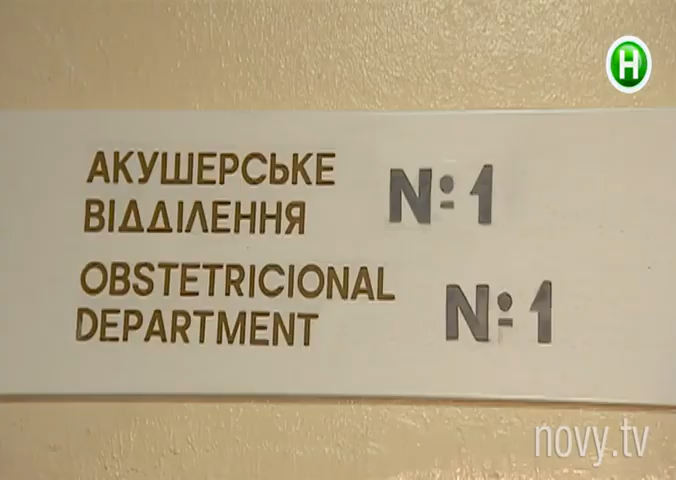 Н
АКУШЕРСЬКЕ
ВІДДІЛЕННЯ №1
OBSTETRICIONAL
DEPARTMENT №1
novy.tv